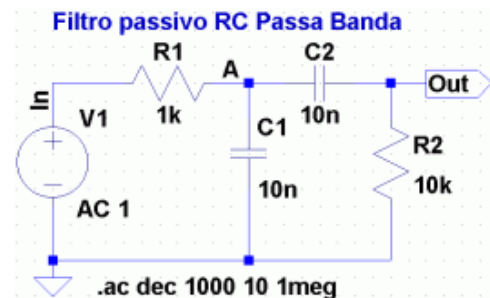 Filtro passivo RC Passa Banda
R1
A
C2
In
Out
V1
1k
C1
10n
R2
10n
10k
AC 1
.ac dec 1000 10 1meg